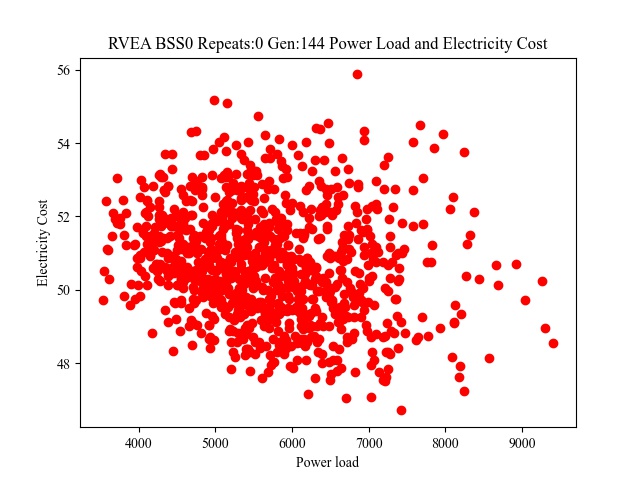 RVEA BSS0 Repeats:0 Gen:144 Power Load and Electricity Cost
56
54
52
50
48
Electricity Cost
4000 5000 6000 7000 8000 9000
Power load